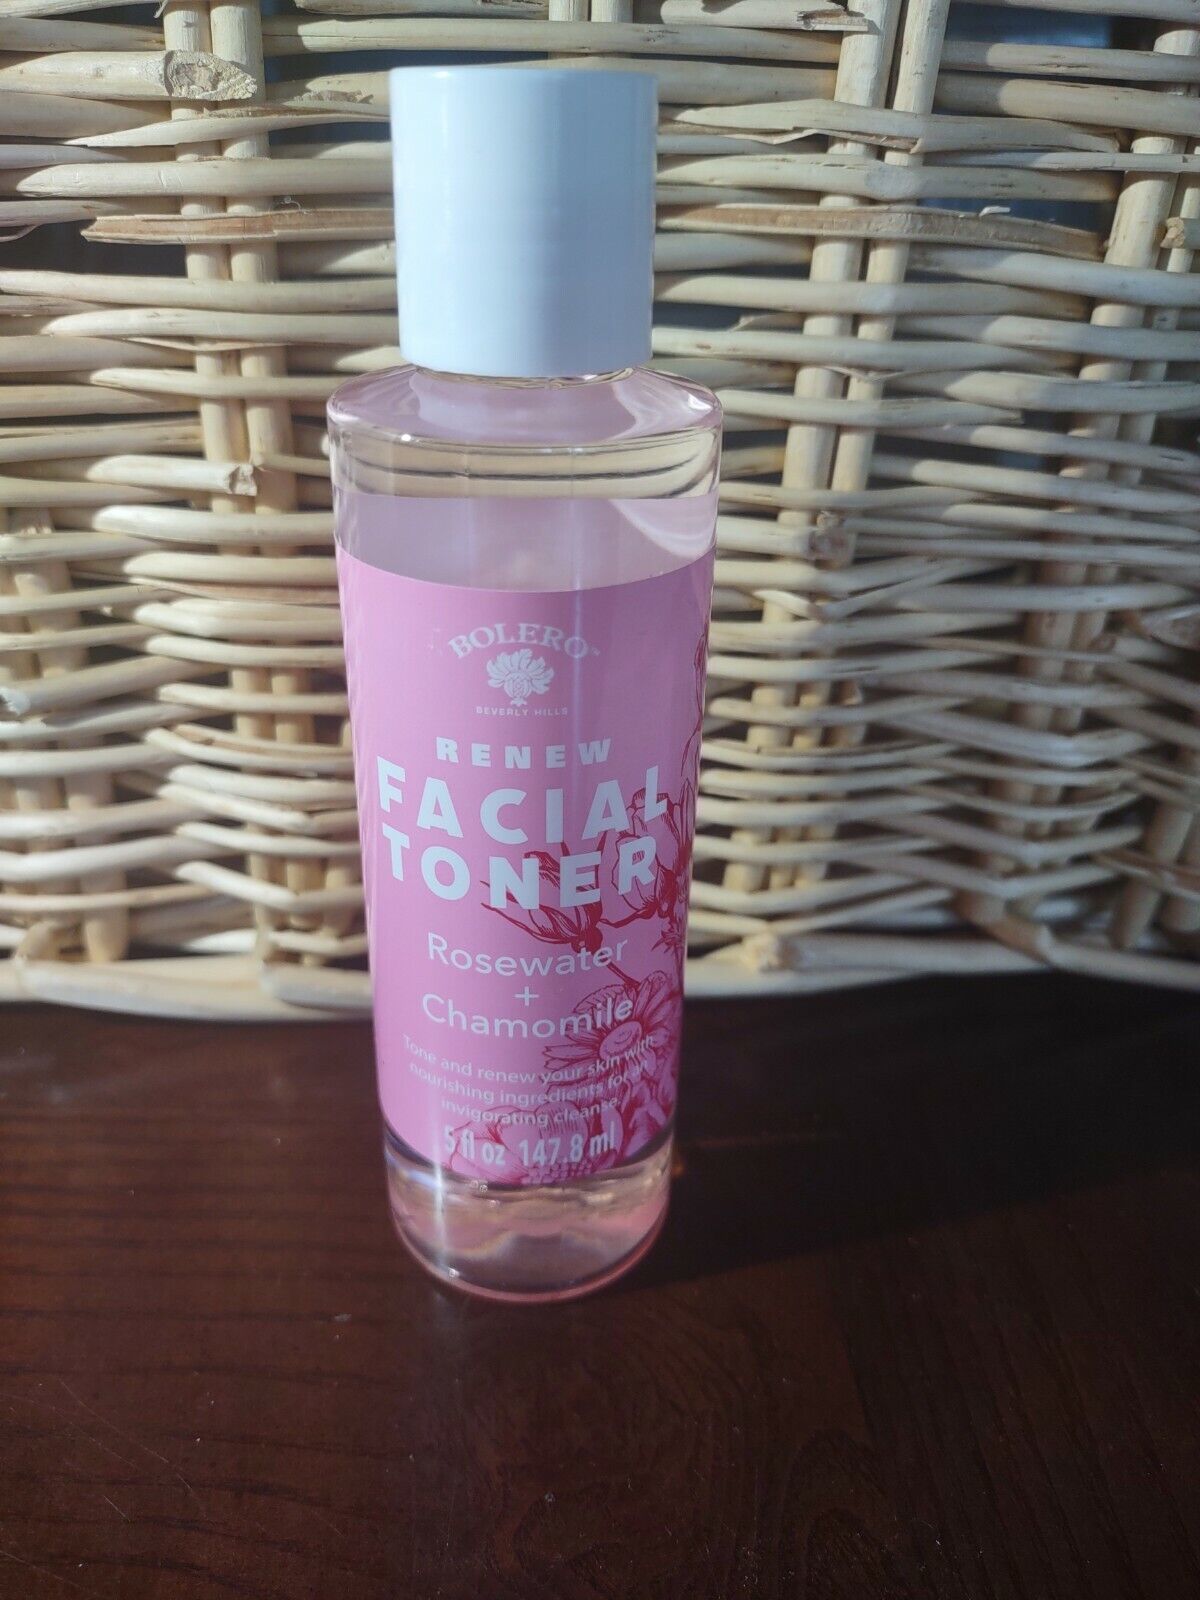 BOLERO™
BEVERLY HILLS
RENEW
FACIAL
TONER
Rosewater
+
Chamomile
Tone and renew your skin with
nourishing ingredients for an
invigorating cleanse.
5 fl oz 147.8 ml